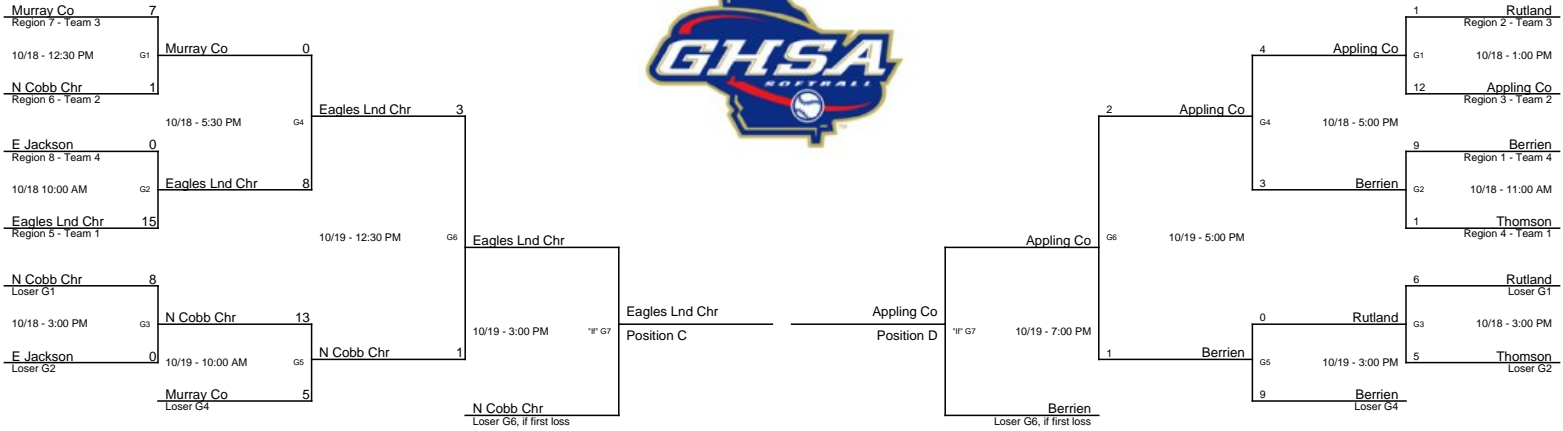 Murray Co 7
Region 7 - Team 3
10/18 - 12:30 PM G1
Murray Co 0
N Cobb Chr 1
Region 6 - Team 2
10/18 - 5:30 PM G4
Eagles Lnd Chr 3
E Jackson 0
Region 8 - Team 4
10/18 10:00 AM G2
Eagles Lnd Chr 8
Eagles Lnd Chr 15
Region 5 - Team 1
10/19 - 12:30 PM G6
Eagles Lnd Chr
N Cobb Chr 8
Loser G1
10/18 - 3:00 PM G3
N Cobb Chr 13
E Jackson 0
Loser G2
10/19 - 10:00 AM G5
N Cobb Chr 1
Murray Co 5
Loser G4
10/19 - 3:00 PM "If" G7
N Cobb Chr
Loser G6, if first loss
Eagles Lnd Chr
Position C
GHSA
SOFTBALL
TM
1 Rutland
Region 2 - Team 3
G1 10/18 - 1:00 PM
4 Appling Co
12 Appling Co
Region 3 - Team 2
2 Appling Co
G4 10/18 - 5:00 PM
9 Berrien
Region 1 - Team 4
G2 10/18 - 11:00 AM
3 Berrien
1 Thomson
Region 4 - Team 1
Appling Co
G6 10/19 - 5:00 PM
6 Rutland
Loser G1
G3 10/18 - 3:00 PM
0 Rutland
5 Thomson
Loser G2
G5 10/19 - 3:00 PM
1 Berrien
9 Berrien
Loser G4
"If" G7 10/19 - 7:00 PM
Berrien
Loser G6, if first loss
Appling Co
Position D